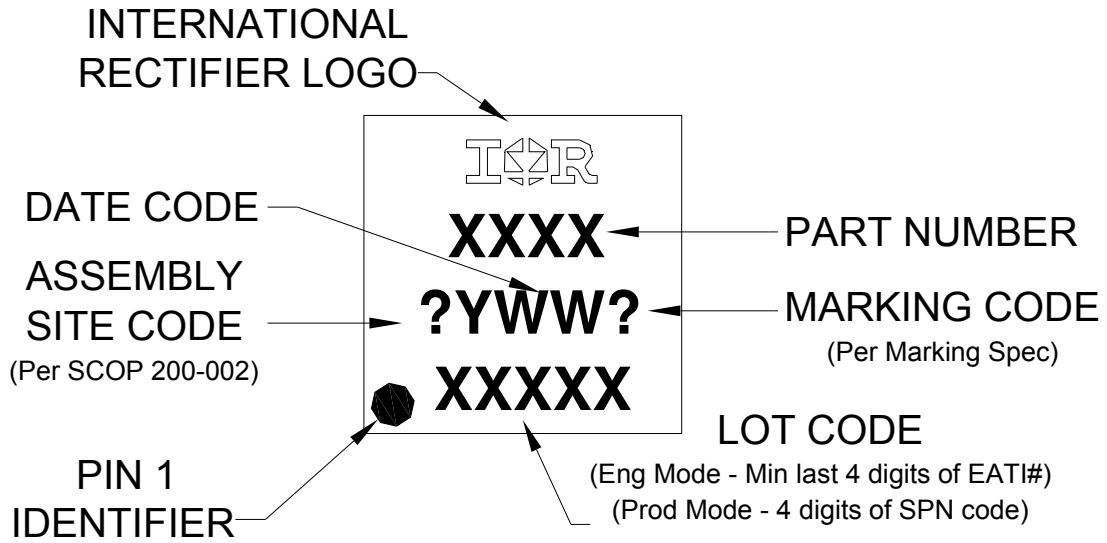 INTERNATIONAL
RECTIFIER LOGO
IR
DATE CODE
XXXX
PART NUMBER
ASSEMBLY
SITE CODE
(Per SCOP 200-002)
?YWW?
MARKING CODE
(Per Marking Spec)
XXXXX
LOT CODE
(Eng Mode - Min last 4 digits of EATI#)
(Prod Mode - 4 digits of SPN code)
PIN 1
IDENTIFIER